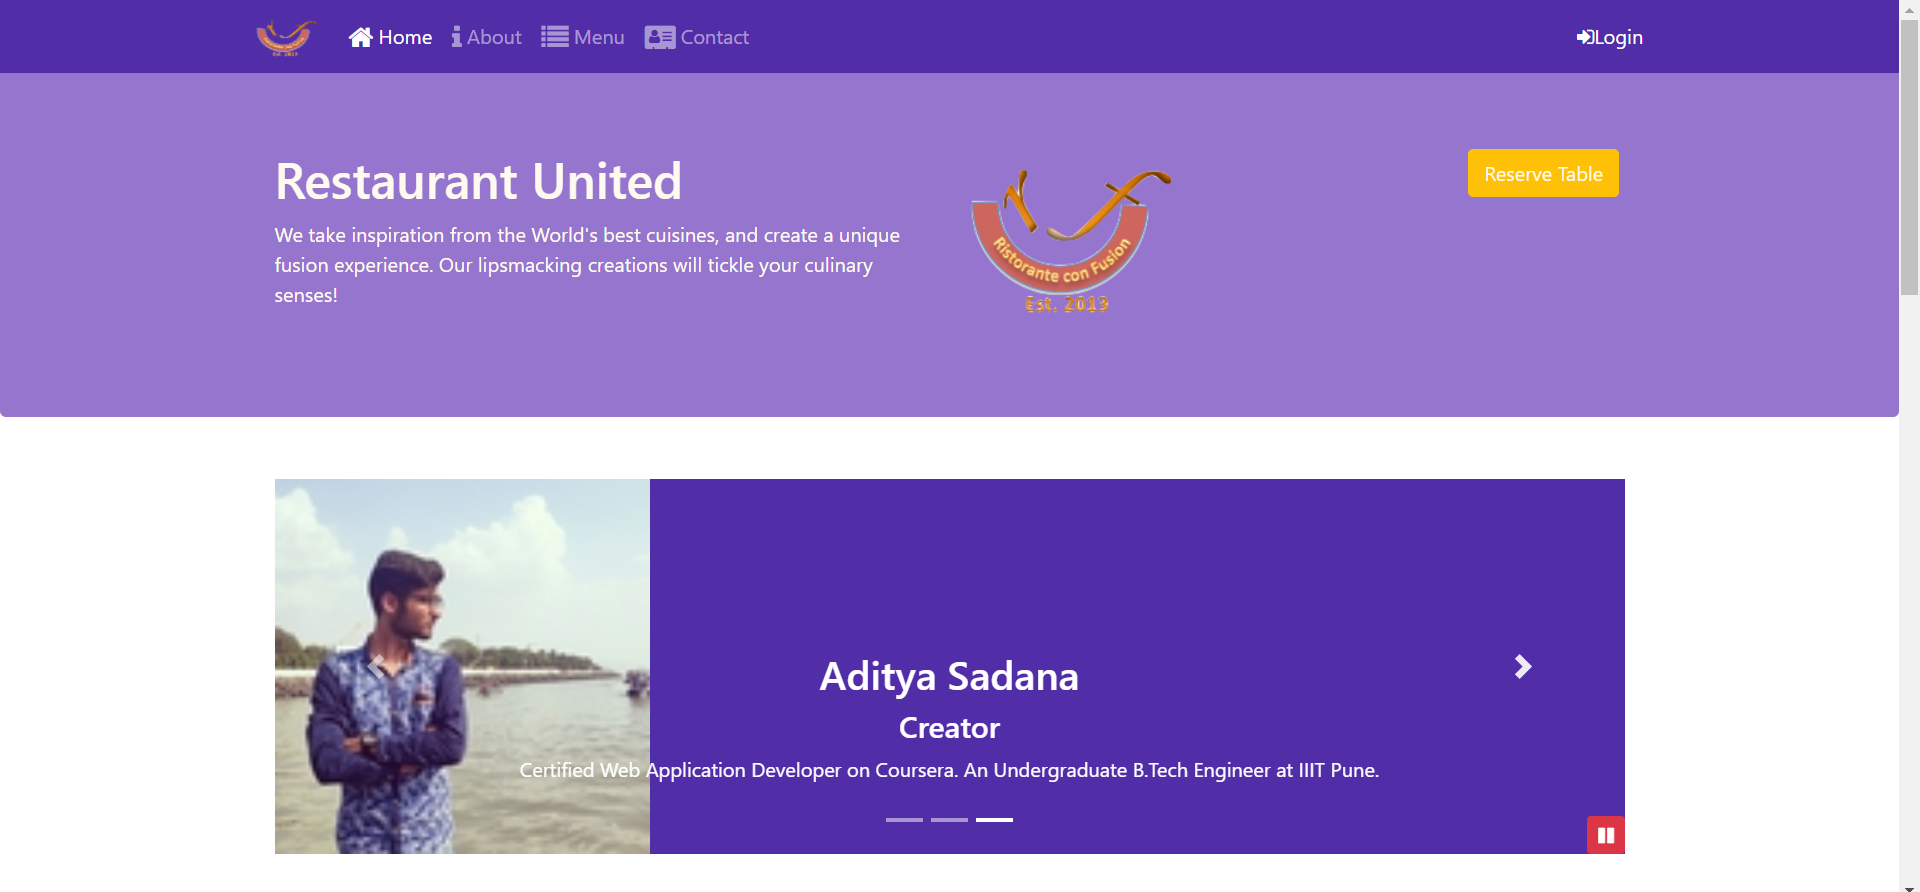 Home About Menu Contact Login
Restaurant United
We take inspiration from the World's best cuisines, and create a unique
fusion experience. Our lipsmacking creations will tickle your culinary
senses!
Ristorante con Fusion
Est. 2019
Reserve Table
Aditya Sadana
Creator
Certified Web Application Developer on Coursera. An Undergraduate B.Tech Engineer at IIIT Pune.